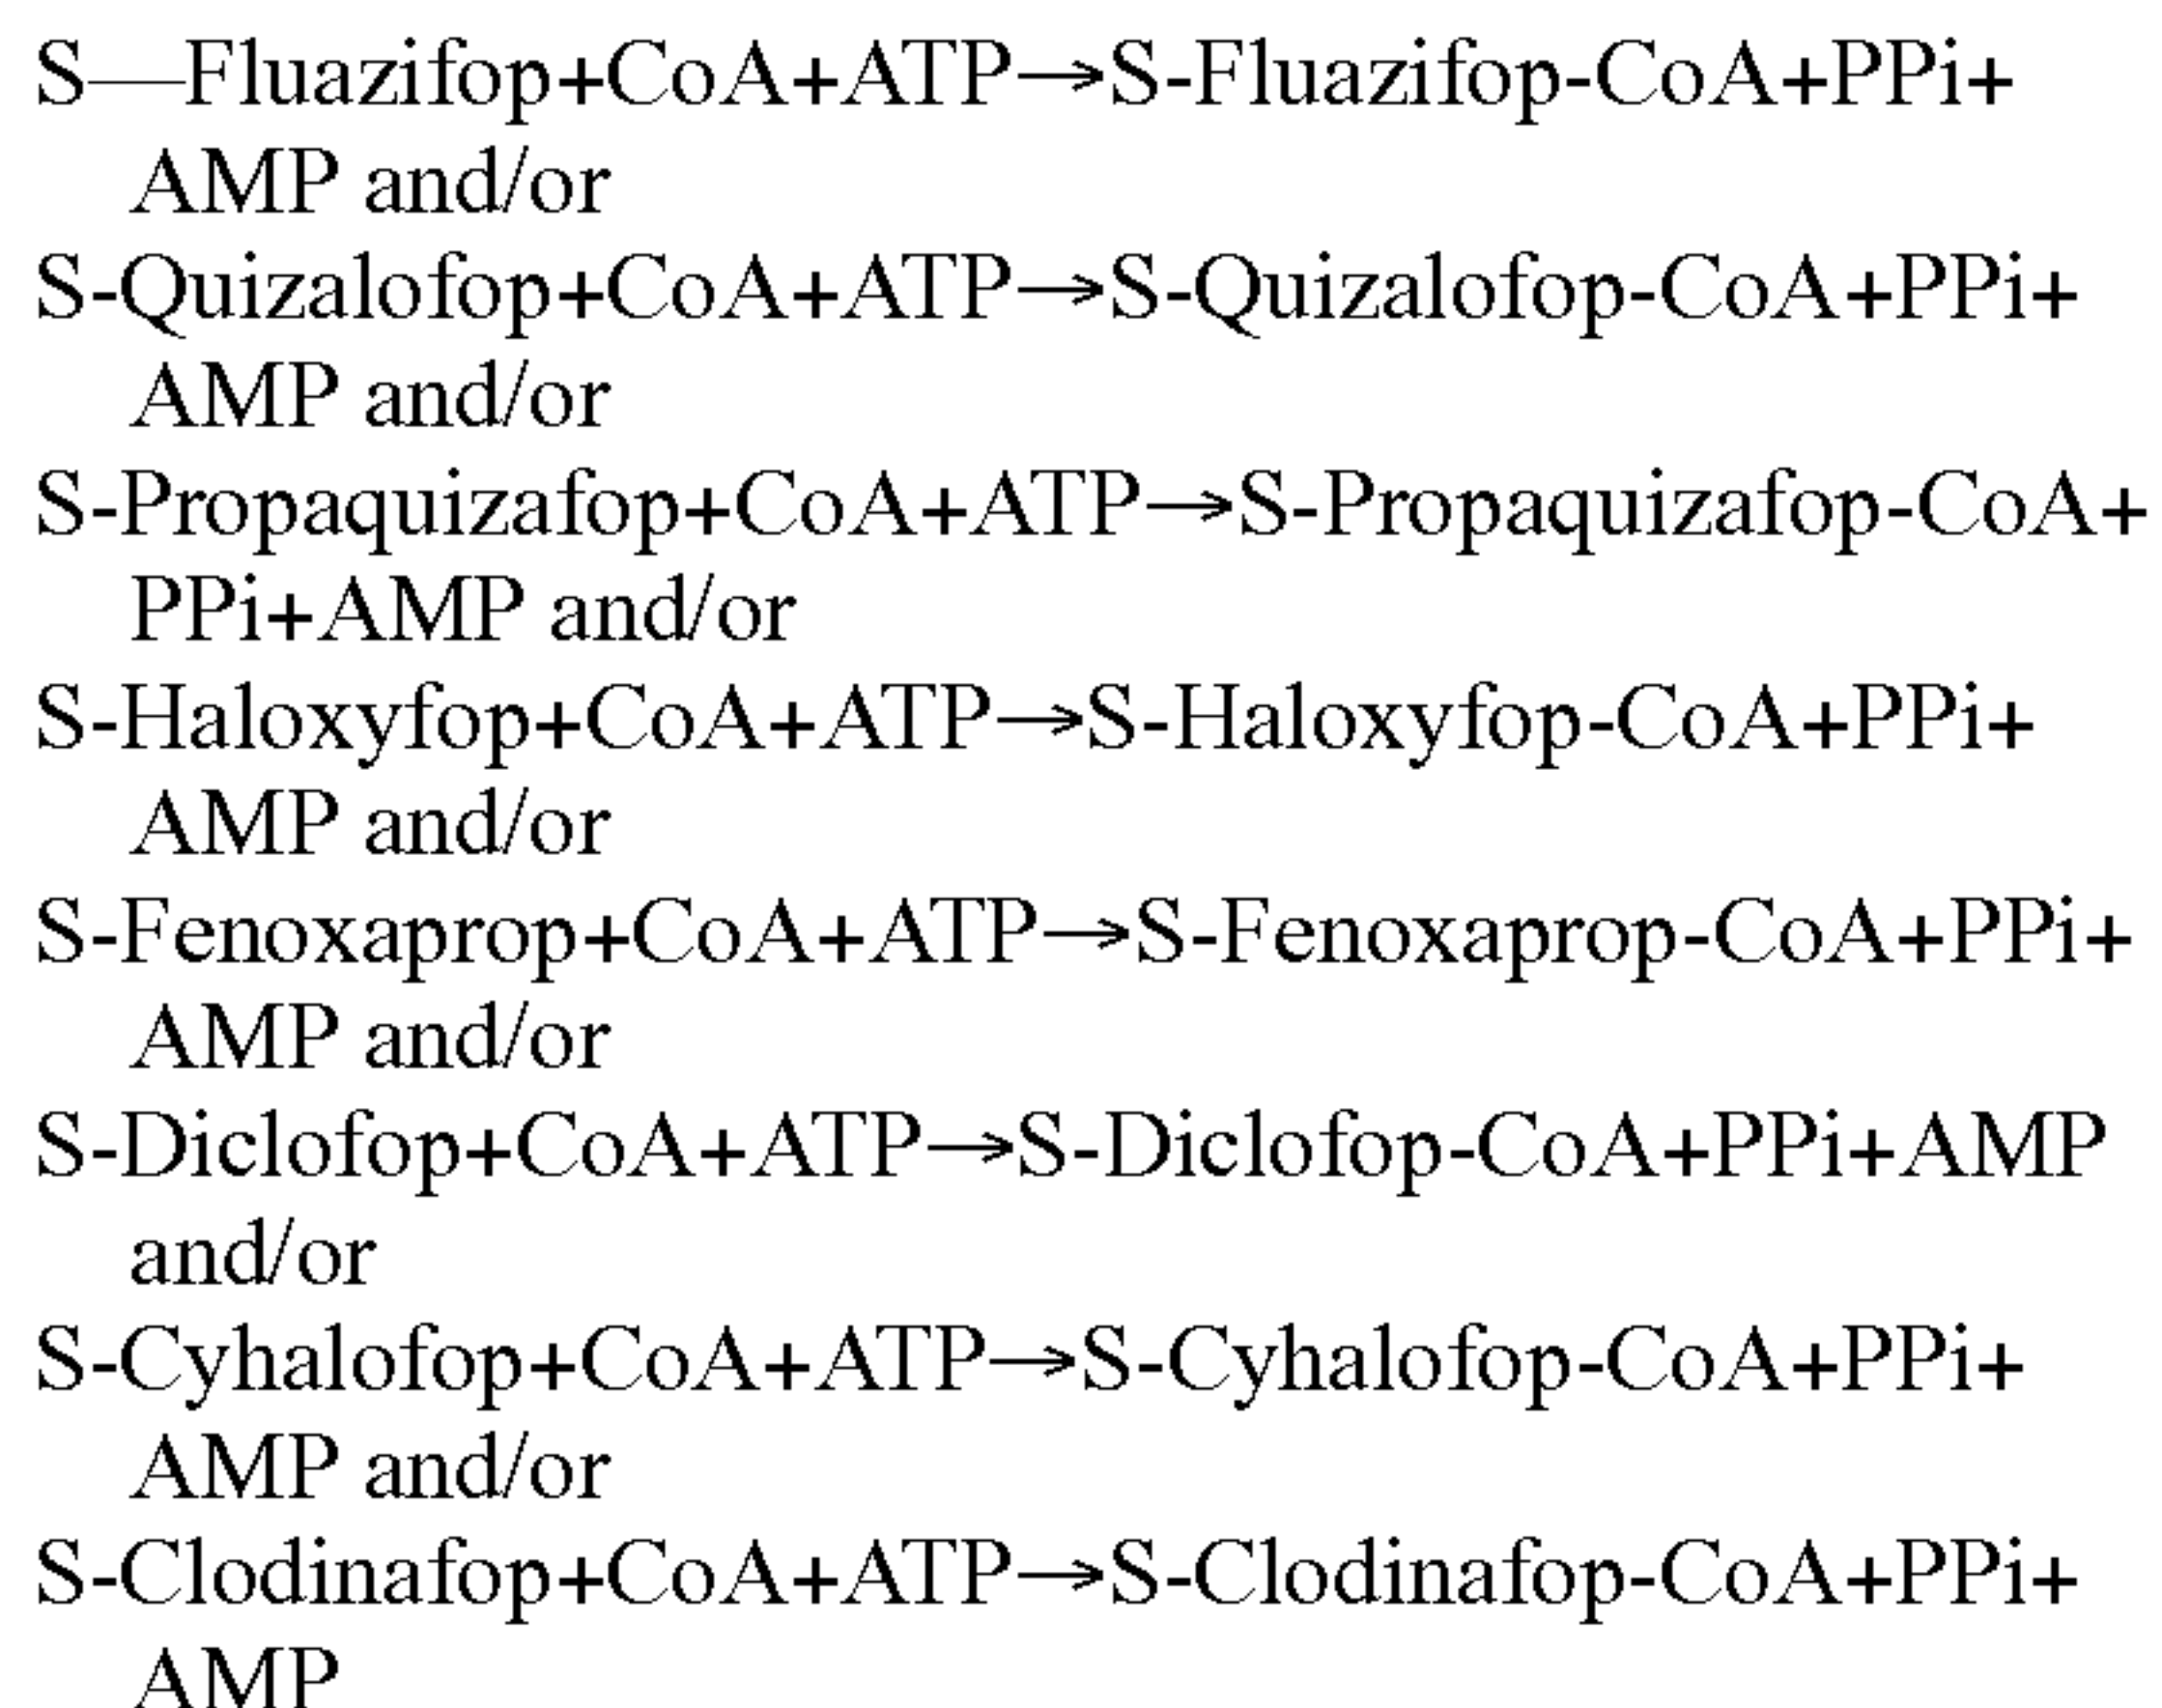 S—Fluazifop+CoA+ATP→S-Fluazifop-CoA+PPi+
AMP and/or
S-Quizalofop+CoA+ATP→S-Quizalofop-CoA+PPi+
AMP and/or
S-Propaquizafop+CoA+ATP→S-Propaquizafop-CoA+
PPi+AMP and/or
S-Haloxyfop+CoA+ATP→S-Haloxyfop-CoA+PPi+
AMP and/or
S-Fenoxaprop+CoA+ATP→S-Fenoxaprop-CoA+PPi+
AMP and/or
S-Diclofop+CoA+ATP→S-Diclofop-CoA+PPi+AMP
and/or
S-Cyhalofop+CoA+ATP→S-Cyhalofop-CoA+PPi+
AMP and/or
S-Clodinafop+CoA+ATP→S-Clodinafop-CoA+PPi+
AMP